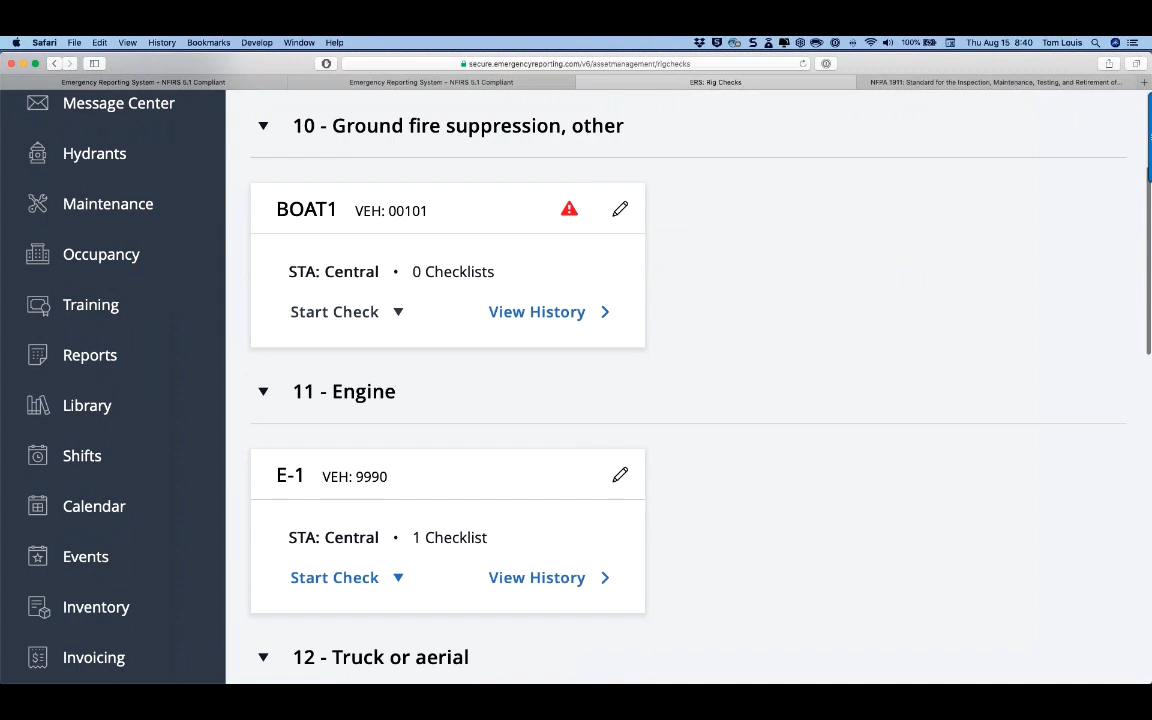 Safari File Edit View History Bookmarks Develop Window Help 100% Thu Aug 15 8:40 Tom Louis
secure.emergencyreporting.com/v6/assetmanagement/rigchecks
Emergency Reporting System - NFIRS 5.1 Compliant Emergency Reporting System - NFIRS 5.1 Compliant ERS: Rig Checks NFPA 1911: Standard for the Inspection, Maintenance, Testing, and Retirement of...
Message Center
Hydrants
Maintenance
Occupancy
Training
Reports
Library
Shifts
Calendar
Events
Inventory
Invoicing
10 - Ground fire suppression, other
BOAT1 VEH: 00101
STA: Central • 0 Checklists
Start Check View History
11 - Engine
E-1 VEH: 9990
STA: Central • 1 Checklist
Start Check View History
12 - Truck or aerial